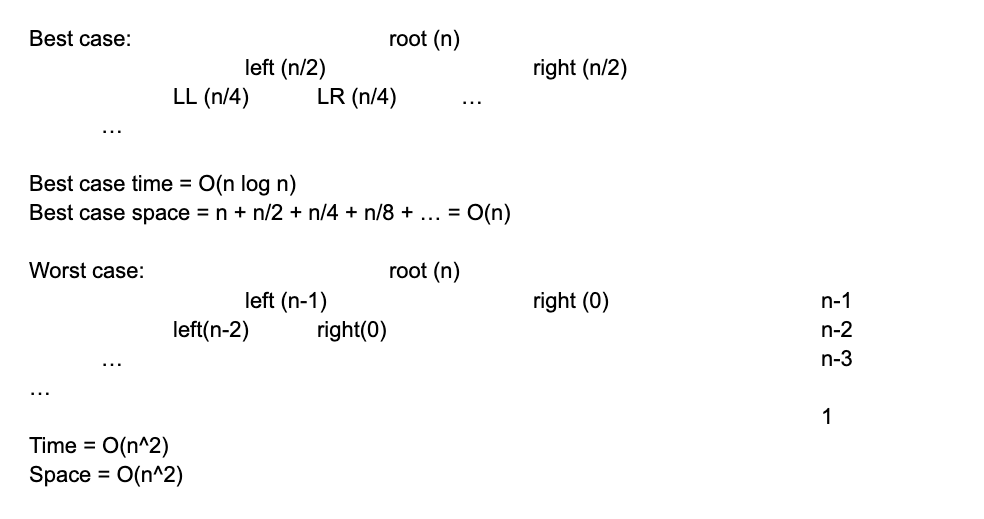 Best case: root (n)
left (n/2) right (n/2)
LL (n/4) LR (n/4) …
…
Best case time = O(n log n)
Best case space = n + n/2 + n/4 + n/8 + … = O(n)
Worst case: root (n)
left (n-1) right (0) n-1
left(n-2) right(0) n-2
… n-3
…
1
Time = O(n^2)
Space = O(n^2)